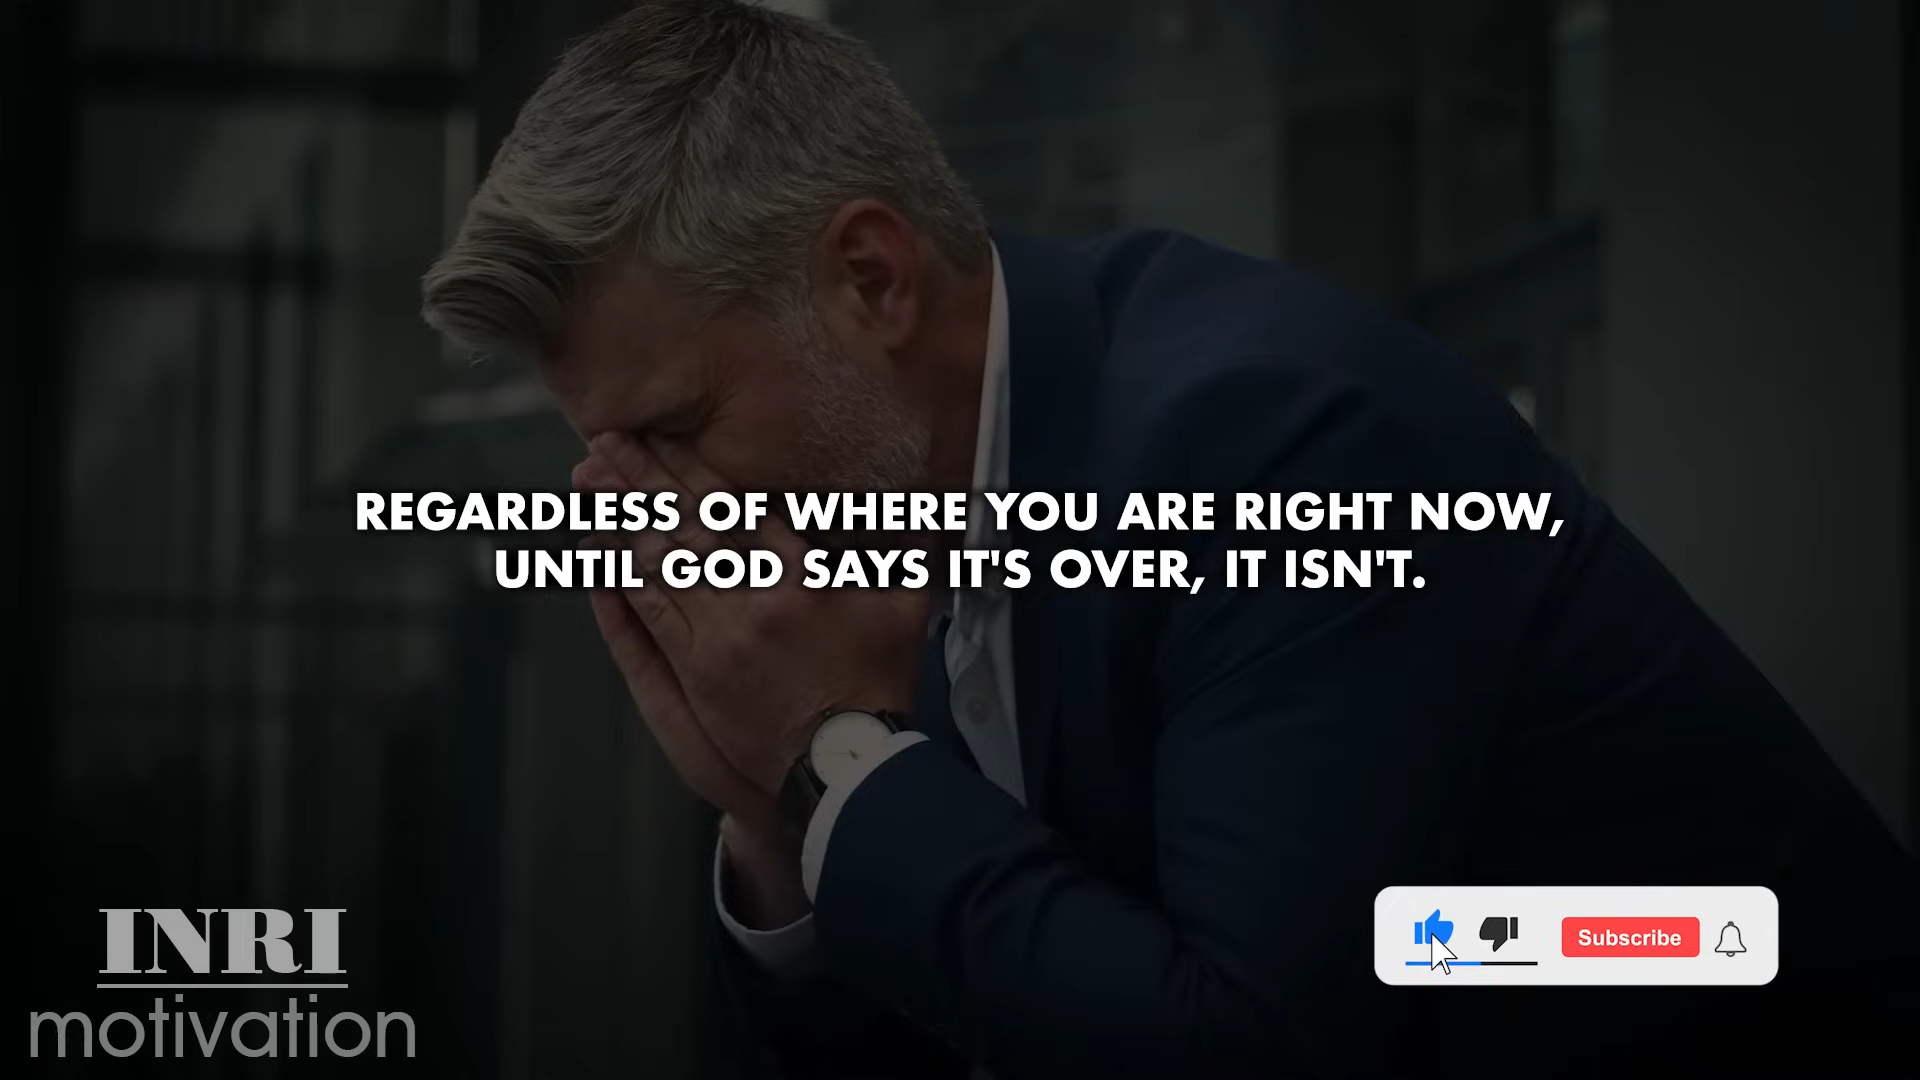 REGARDLESS OF WHERE YOU ARE RIGHT NOW,
UNTIL GOD SAYS IT'S OVER, IT ISN'T.
Subscribe
INRI
motivation